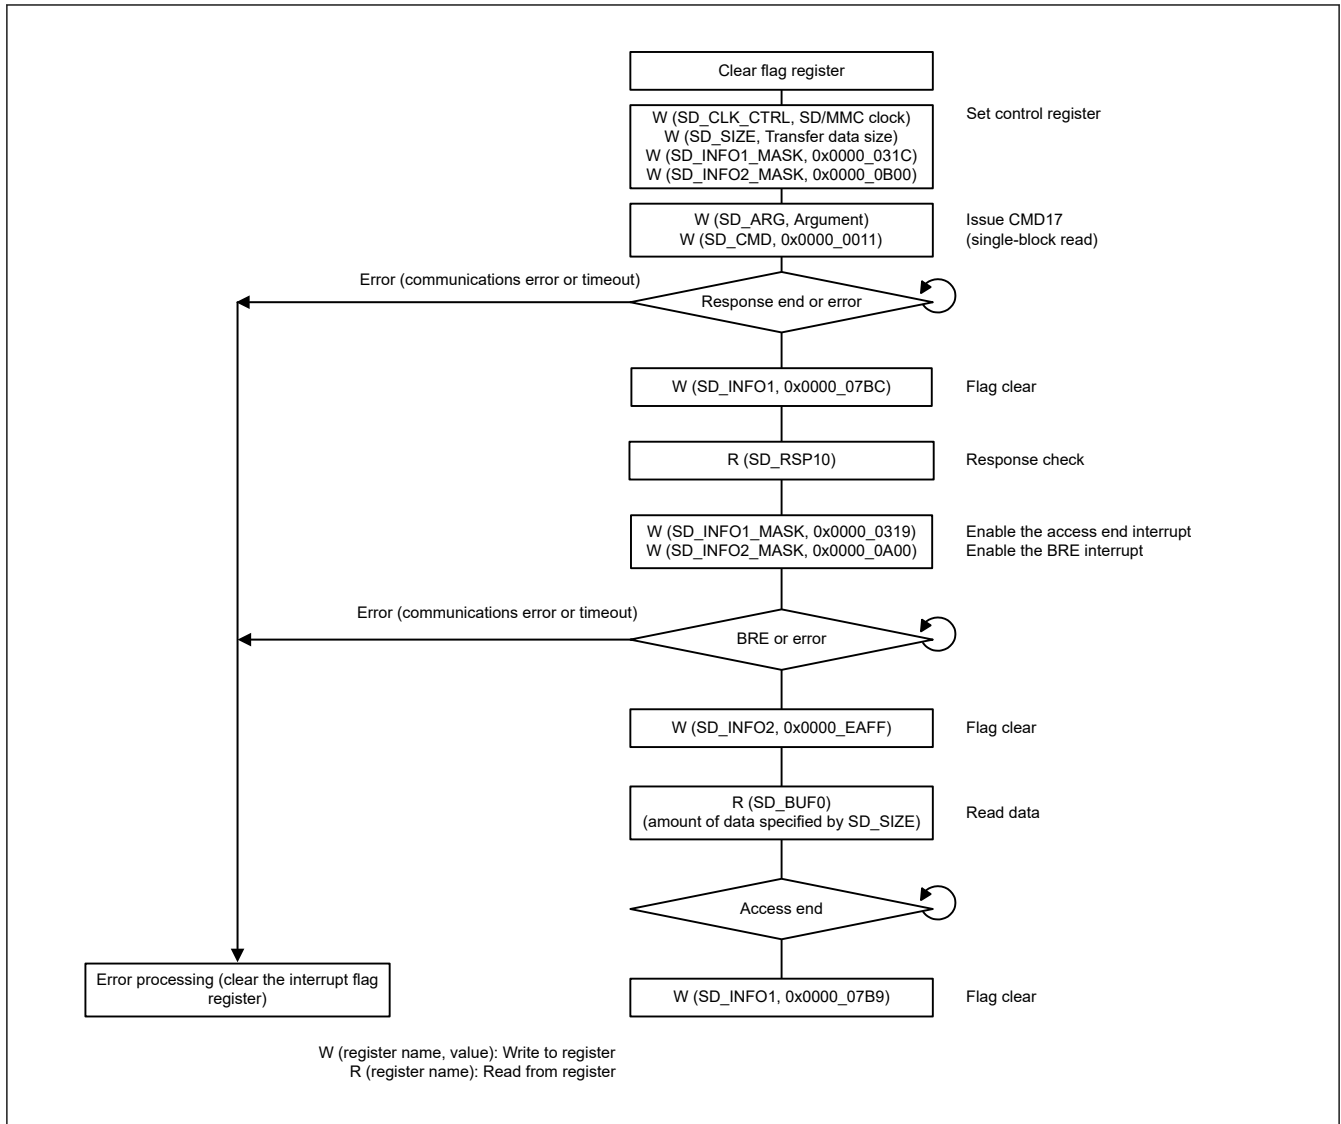 Clear flag register
W (SD_CLK_CTRL, SD/MMC clock)
W (SD_SIZE, Transfer data size)
W (SD_INFO1_MASK, 0x0000_031C)
W (SD_INFO2_MASK, 0x0000_0B00)
Set control register
W (SD_ARG, Argument)
W (SD_CMD, 0x0000_0011)
Issue CMD17
(single-block read)
Error (communications error or timeout)
Response end or error
W (SD_INFO1, 0x0000_07BC)
Flag clear
R (SD_RSP10)
Response check
W (SD_INFO1_MASK, 0x0000_0319)
W (SD_INFO2_MASK, 0x0000_0A00)
Enable the access end interrupt
Enable the BRE interrupt
Error (communications error or timeout)
BRE or error
W (SD_INFO2, 0x0000_EAFF)
Flag clear
R (SD_BUF0)
(amount of data specified by SD_SIZE)
Read data
Access end
Error processing (clear the interrupt flag
register)
W (SD_INFO1, 0x0000_07B9)
Flag clear
W (register name, value): Write to register
R (register name): Read from register